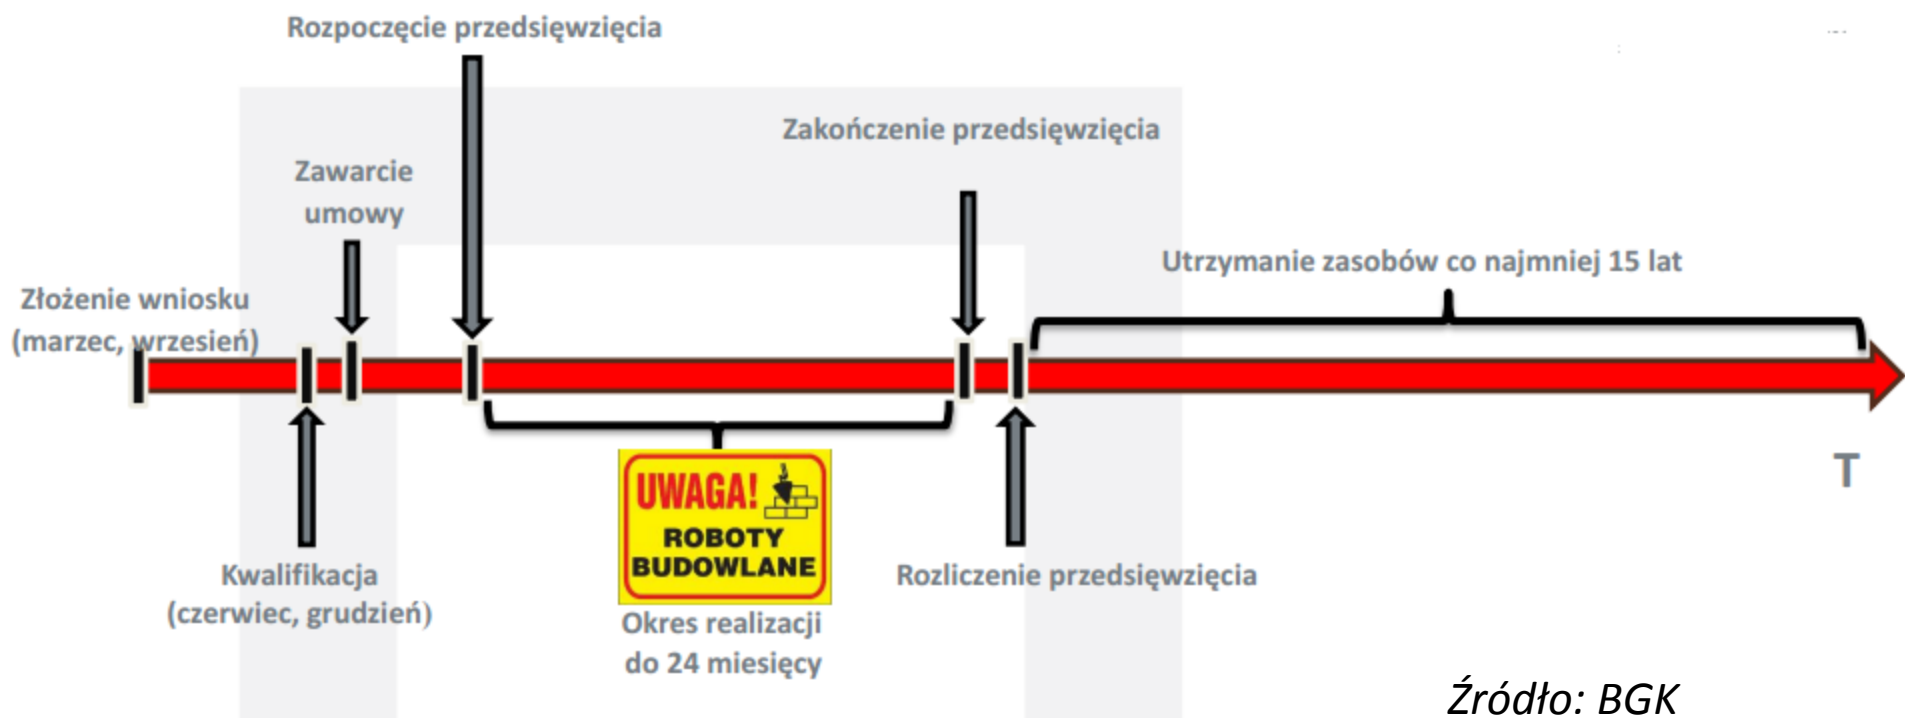 Rozpoczęcie przedsięwzięcia
Zakończenie przedsięwzięcia
Zawarcie
umowy
Utrzymanie zasobów co najmniej 15 lat
Złożenie wniosku
(marzec, wrzesień)
T
UWAGA!
ROBOTY
BUDOWLANE
Kwalifikacja
(czerwiec, grudzień)
Rozliczenie przedsięwzięcia
Okres realizacji
do 24 miesięcy
Źródło: BGK